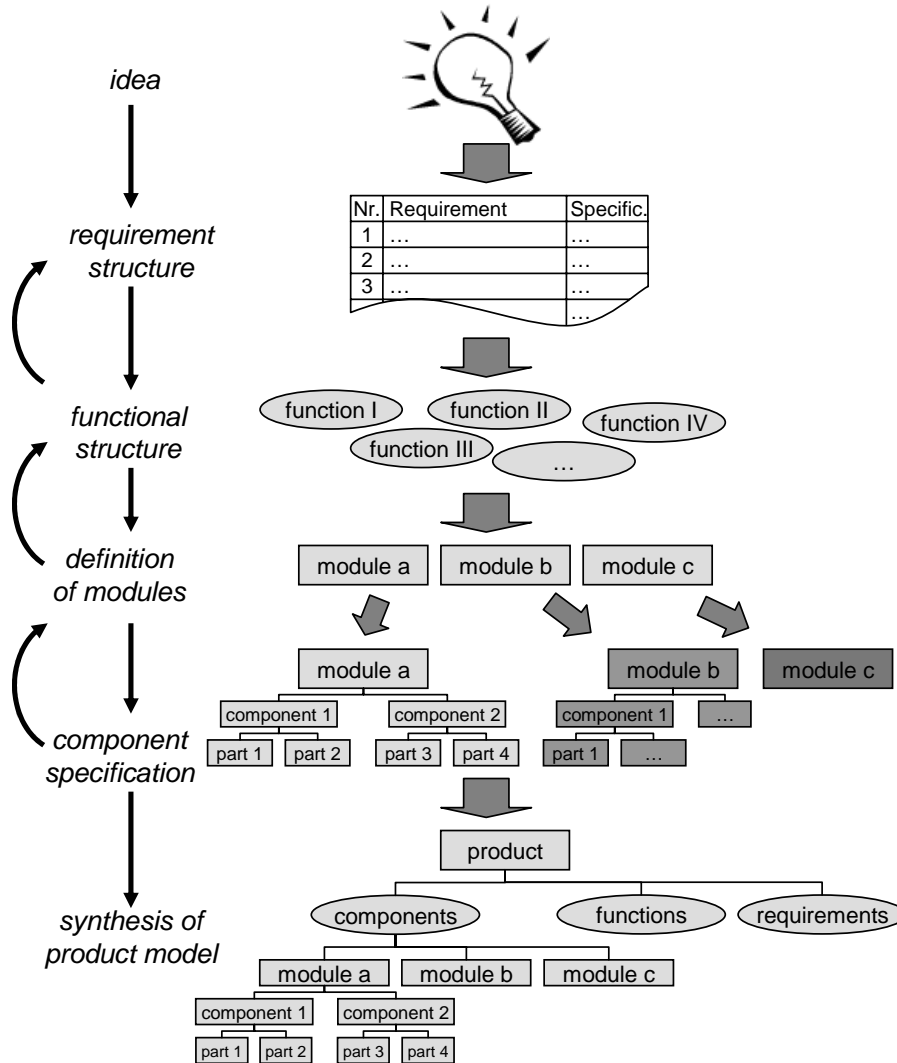 idea
Nr. Requirement Specific.
1 … …
2 … …
3 … …
…
requirement
structure
function I function II function IV
function III …
functional
structure
definition
of modules
module a module b module c
module a module b module c
component 1 component 2 component 1 …
part 1 part 2 part 3 part 4 part 1 …
component
specification
product
components functions requirements
synthesis of
product model
module a module b module c
component 1 component 2
part 1 part 2 part 3 part 4